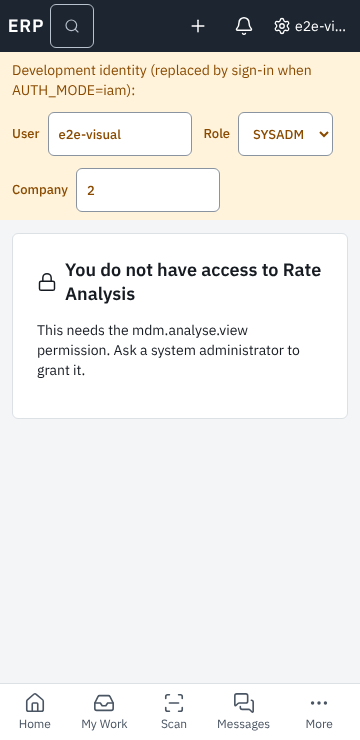 ERP
e2e-vi...
Development identity (replaced by sign-in when
AUTH_MODE=iam):
User e2e-visual Role SYSADM
Company 2
You do not have access to Rate
Analysis
This needs the mdm.analyse.view
permission. Ask a system administrator to
grant it.
Home My Work Scan Messages More